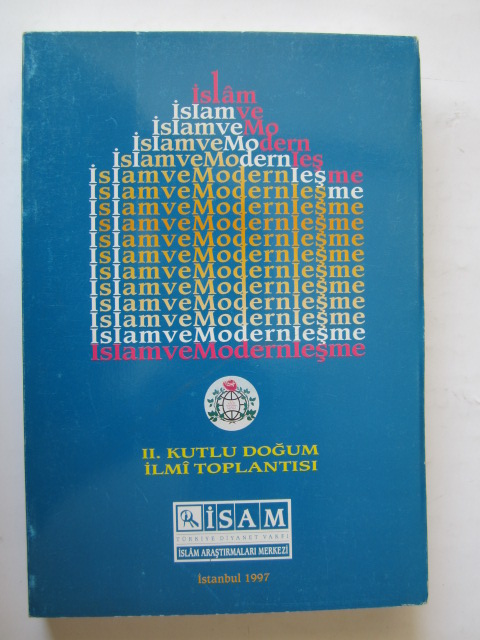 İslâm
İslamve
İslamveMo
İslamveModern
İslamveModernleş
İslamveModernleşme
İslamveModernleşme
İslamveModernleşme
İslamveModernleşme
İslamveModernleşme
İslamveModernleşme
İslamveModernleşme
İslamveModernleşme
İslamveModernleşme
İslamveModernleşme
İslamveModernleşme
İslamveModernleşme
II. KUTLU DOĞUM
İLMÎ TOPLANTISI
İSAM
TÜRKİYE DİYANET VAKFI
İSLÂM ARAŞTIRMALARI MERKEZİ
İstanbul 1997